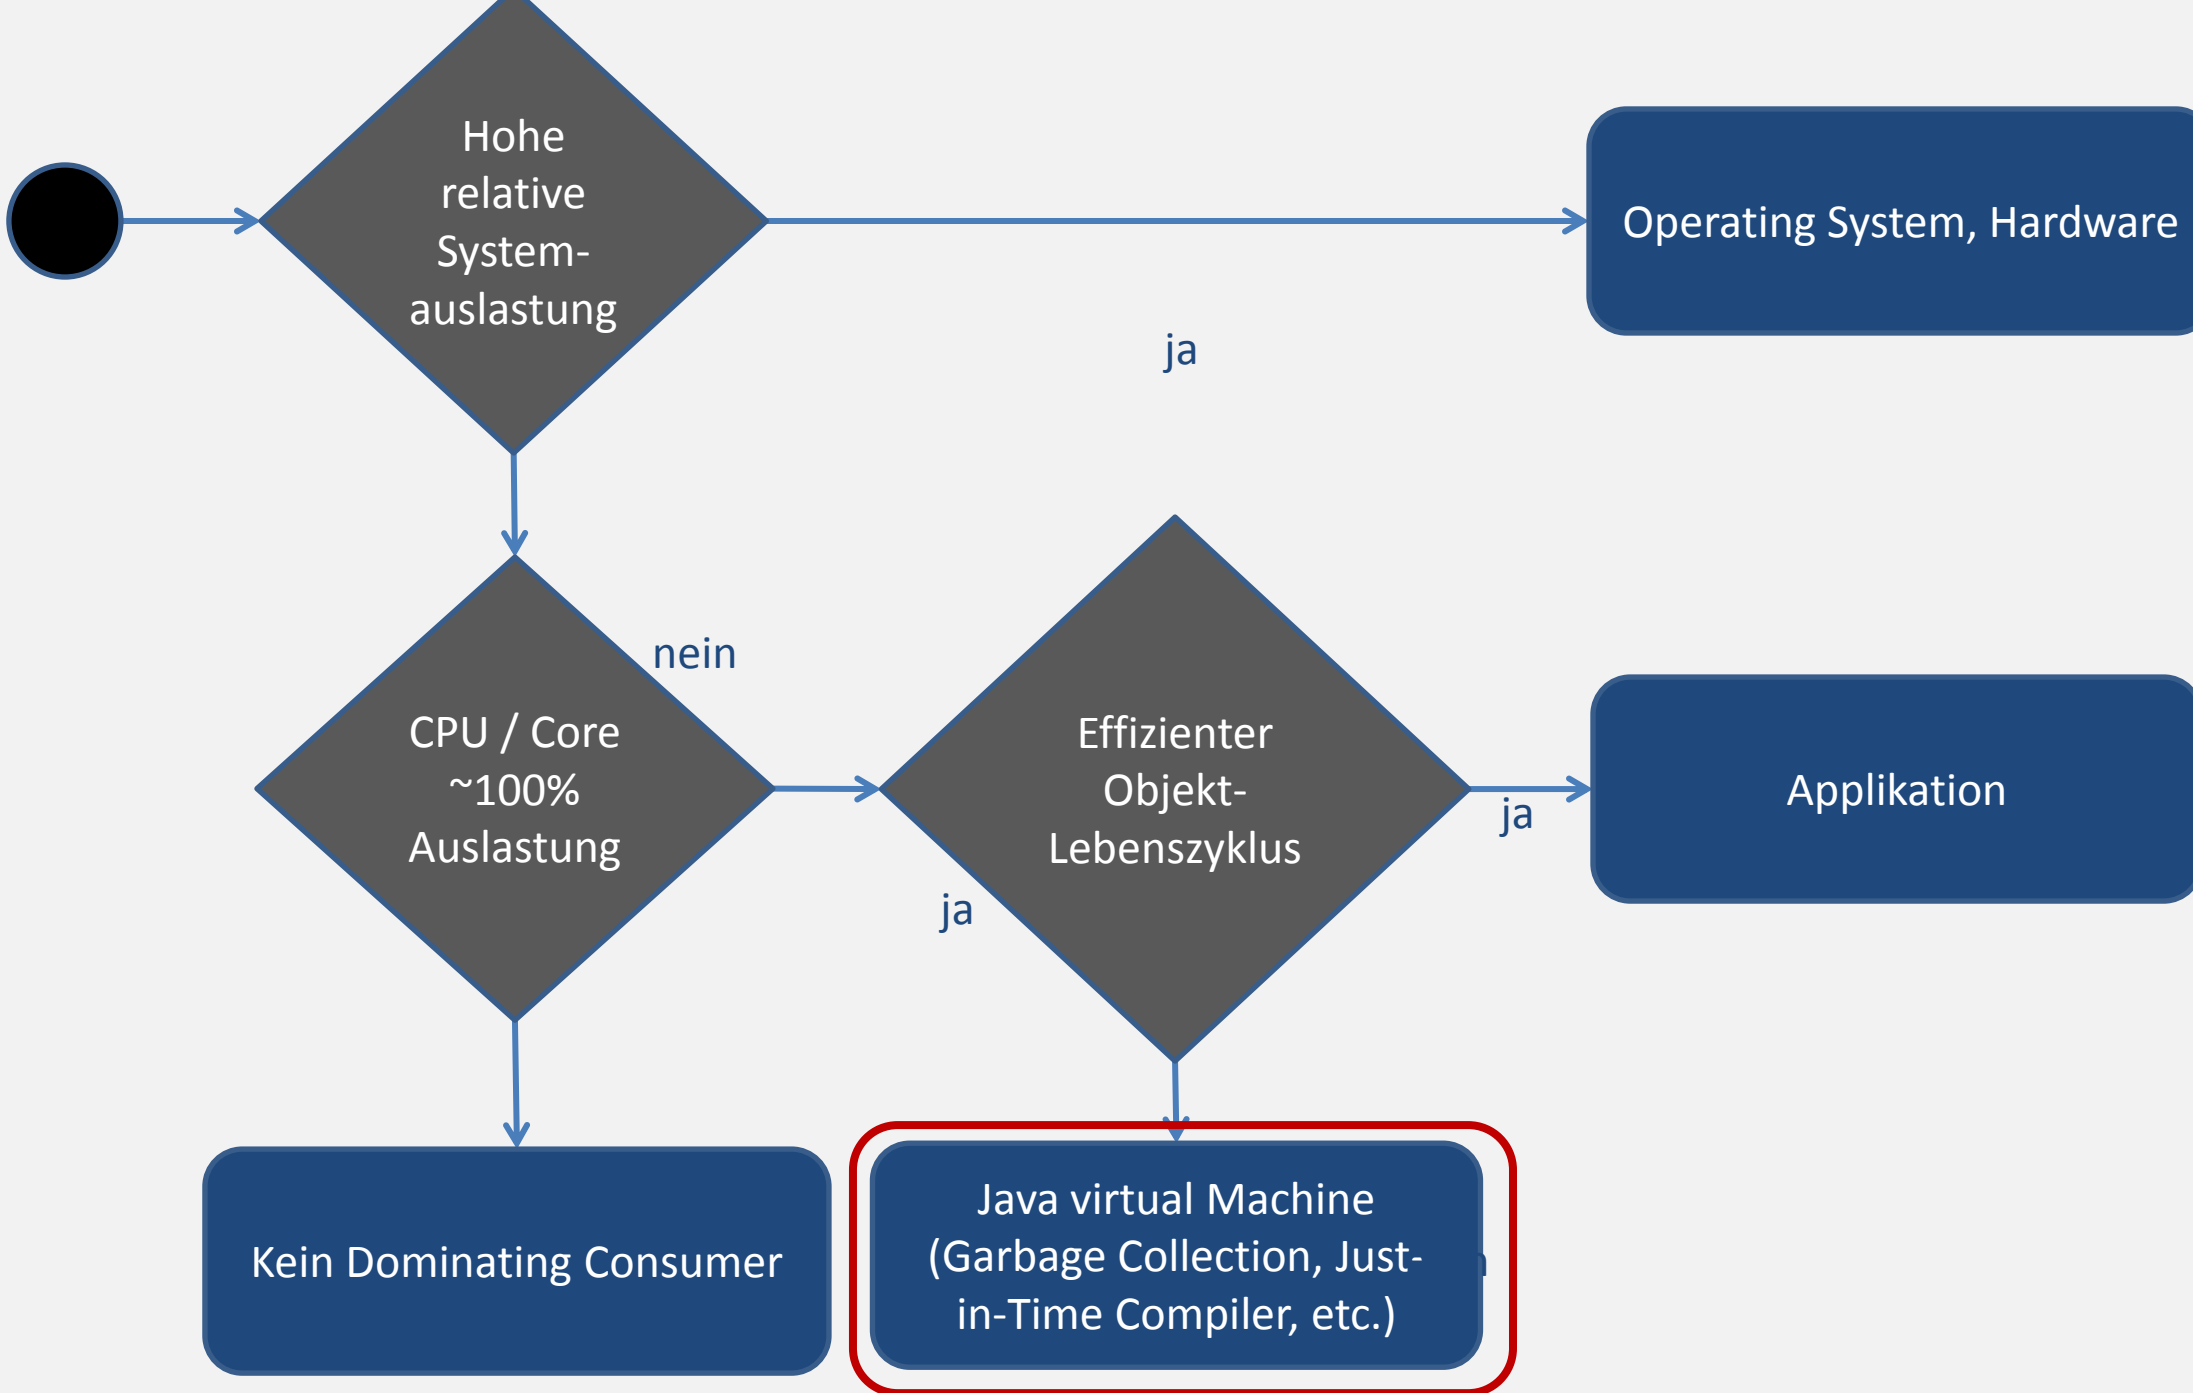 Hohe
relative
System-
auslastung
Operating System, Hardware
ja
nein
CPU / Core
~100%
Auslastung
Effizienter
Objekt-
Lebenszyklus
ja
Applikation
ja
Kein Dominating Consumer
Java virtual Machine
(Garbage Collection, Just-
in-Time Compiler, etc.)